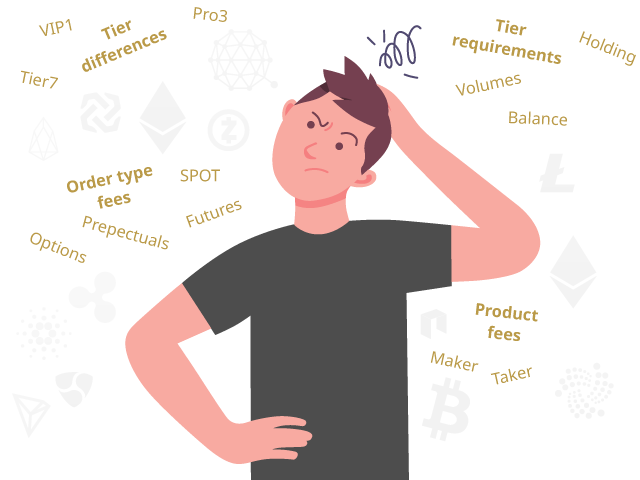 VIP1
Tier
differences
Pro3
Tier7
Tier
requirements
Holding
Volumes
Balance
Order type
fees
SPOT
Futures
Prepectuals
Options
Product
fees
Maker
Taker